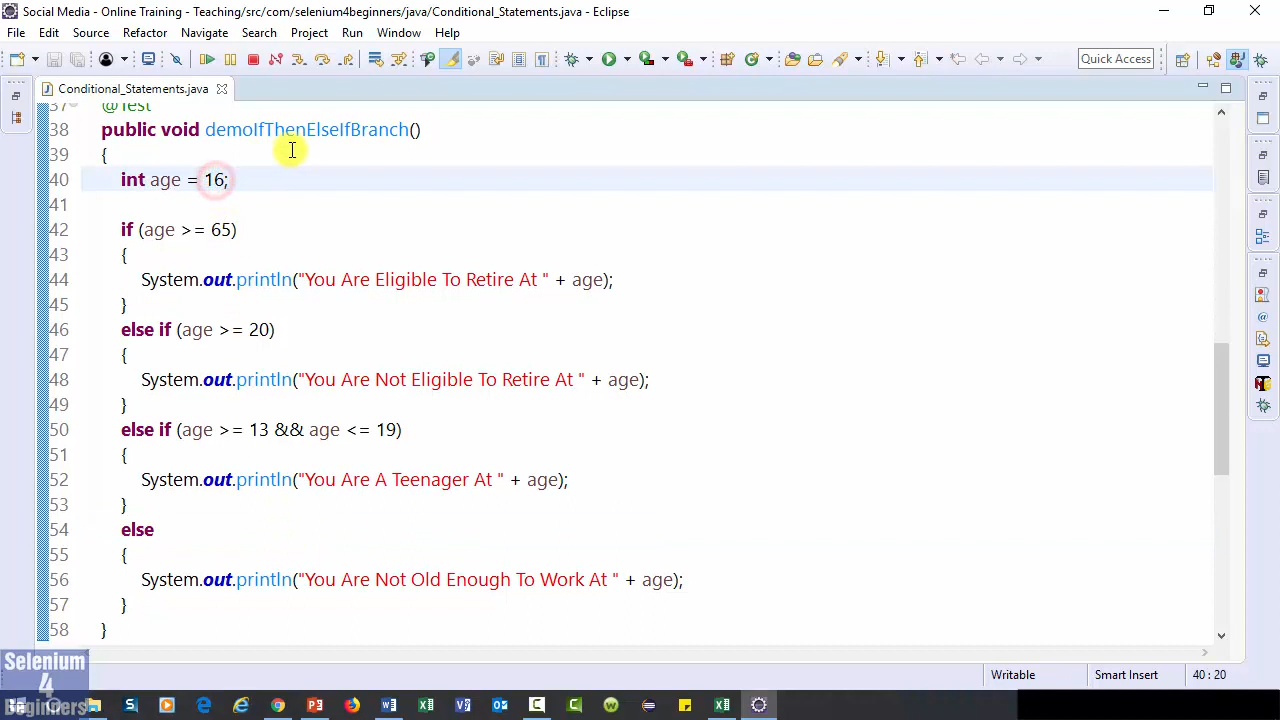 Social Media - Online Training - Teaching/src/com/selenium4beginners/java/Conditional_Statements.java - Eclipse
File Edit Source Refactor Navigate Search Project Run Window Help
Quick Access
Conditional_Statements.java
37 @Test
38 public void demoIfThenElseIfBranch()
39 {
40 int age = 16;
41
42 if (age >= 65)
43 {
44 System.out.println("You Are Eligible To Retire At " + age);
45 }
46 else if (age >= 20)
47 {
48 System.out.println("You Are Not Eligible To Retire At " + age);
49 }
50 else if (age >= 13 && age <= 19)
51 {
52 System.out.println("You Are A Teenager At " + age);
53 }
54 else
55 {
56 System.out.println("You Are Not Old Enough To Work At " + age);
57 }
58 }
Writable Smart Insert 40 : 20
Selenium
4
Beginners